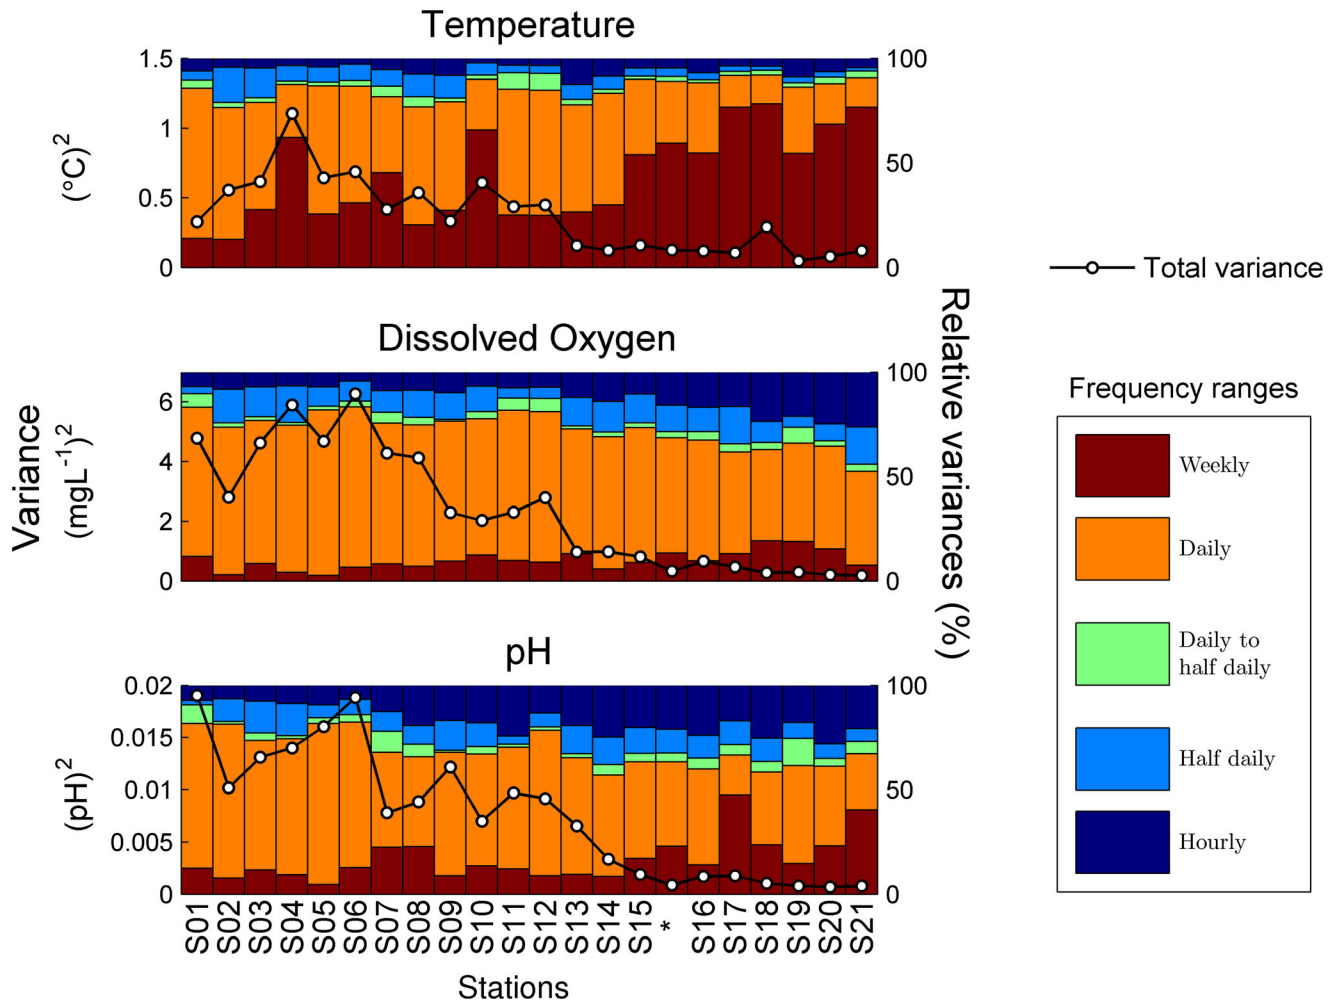 Temperature
1.5
1
0.5
0
(°C)²
100
50
0
Total variance
Dissolved Oxygen
6
4
2
0
Variance
(mgL⁻¹)²
100
50
0
Relative variances (%)
pH
0.02
0.015
0.01
0.005
0
(pH)²
100
50
0
S01 S02 S03 S04 S05 S06 S07 S08 S09 S10 S11 S12 S13 S14 S15 * S16 S17 S18 S19 S20 S21
Stations
Frequency ranges
Weekly
Daily
Daily to
half daily
Half daily
Hourly